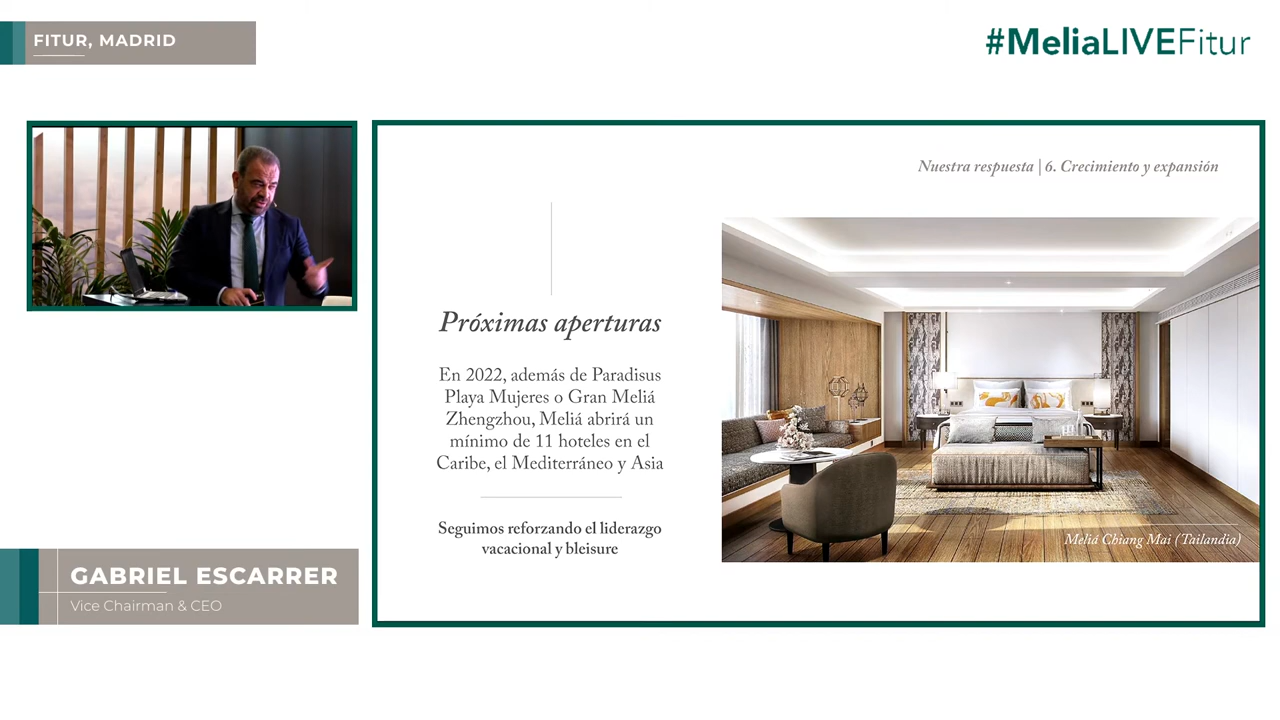 FITUR, MADRID
#MeliaLIVEFitur
Nuestra respuesta | 6. Crecimiento y expansión
Próximas aperturas
En 2022, además de Paradisus
Playa Mujeres o Gran Meliá
Zhengzhou, Meliá abrirá un
mínimo de 11 hoteles en el
Caribe, el Mediterráneo y Asia
Seguimos reforzando el liderazgo
vacacional y bleisure
Meliá Chiang Mai (Tailandia)
GABRIEL ESCARRER
Vice Chairman & CEO